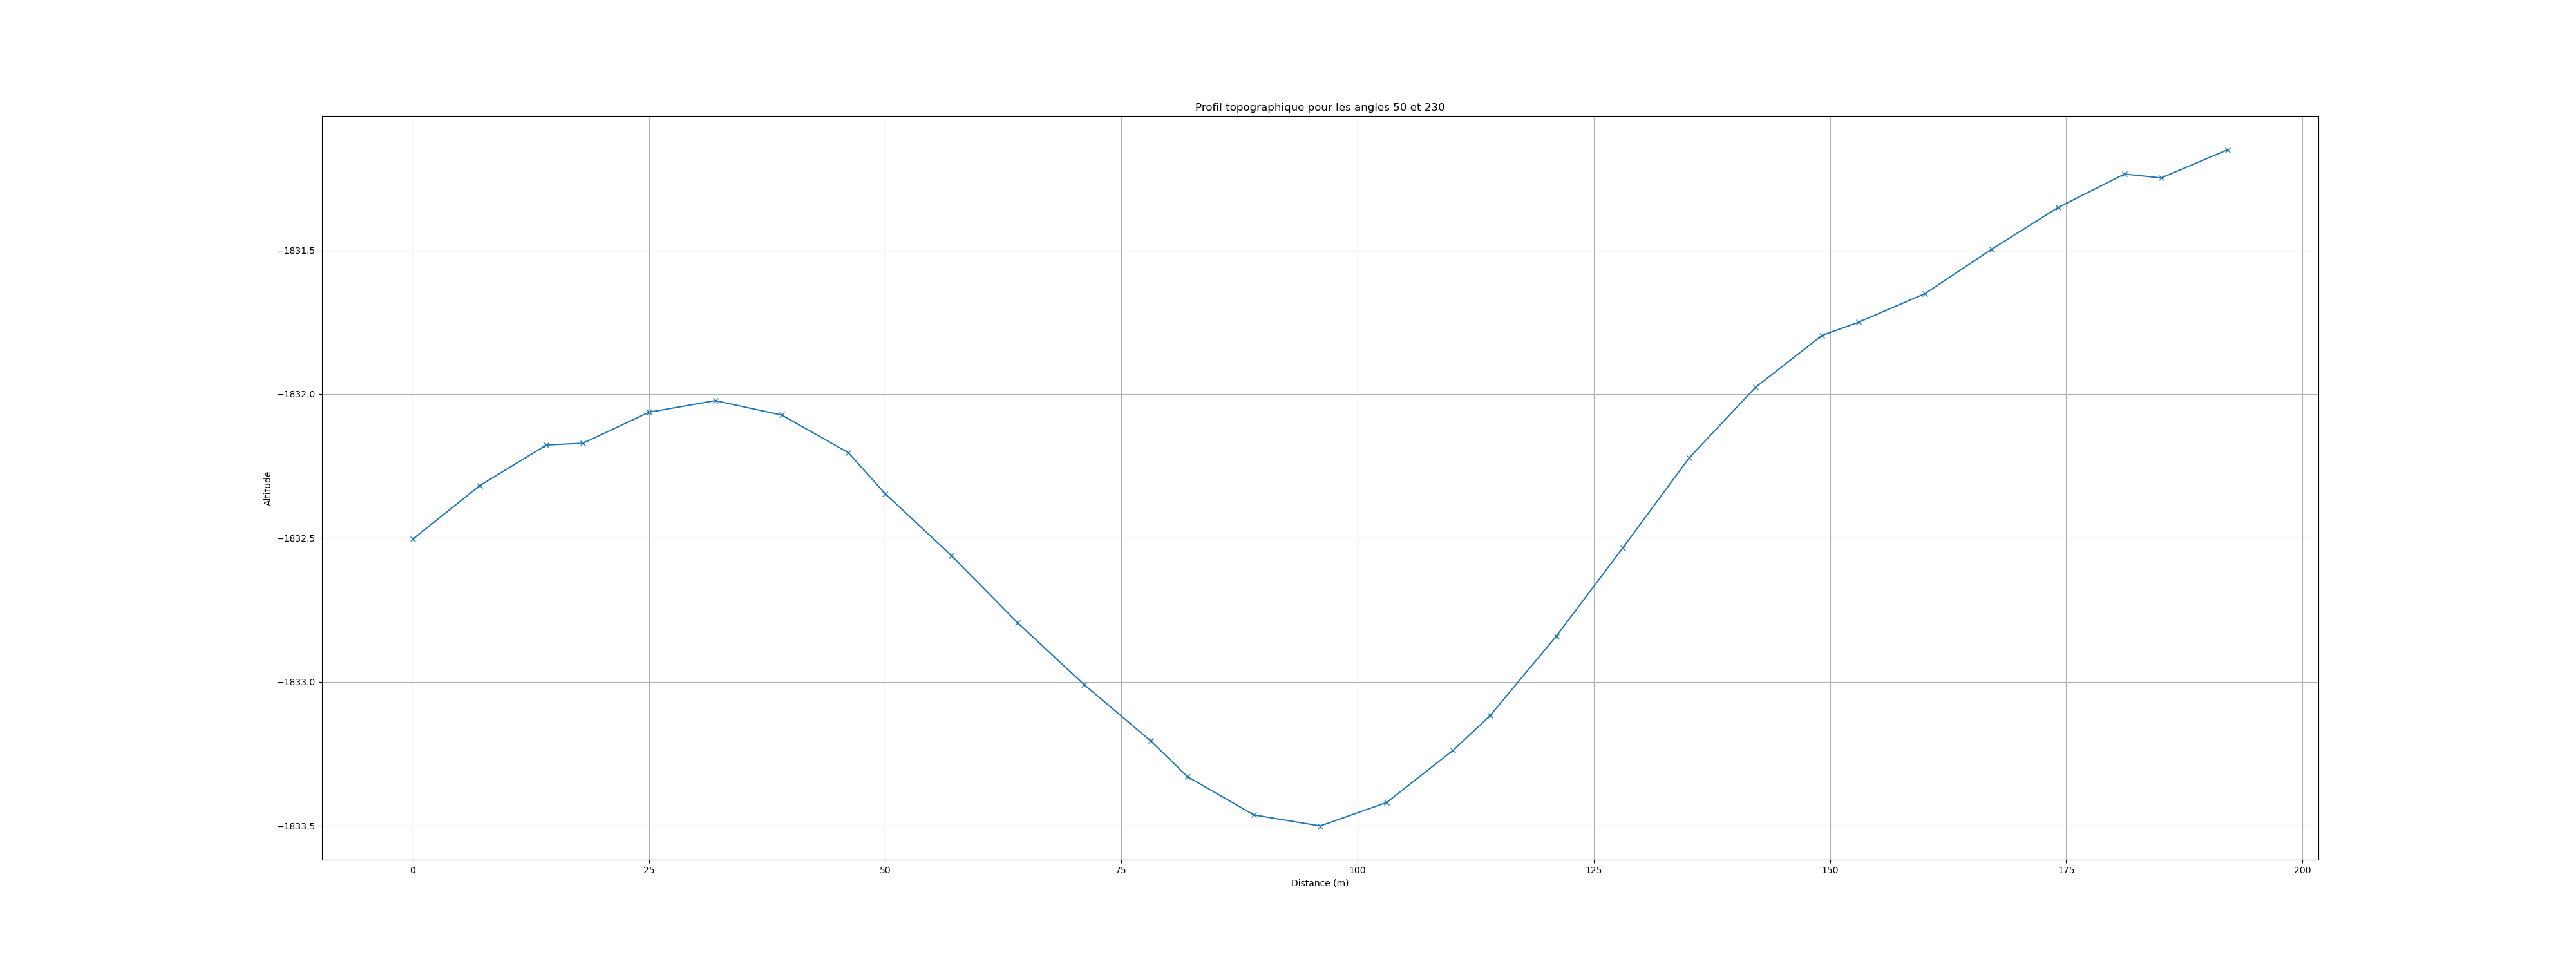 Profil topographique pour les angles 50 et 230
−1831.5
−1832.0
−1832.5
−1833.0
−1833.5
Altitude
0 25 50 75 100 125 150 175 200
Distance (m)